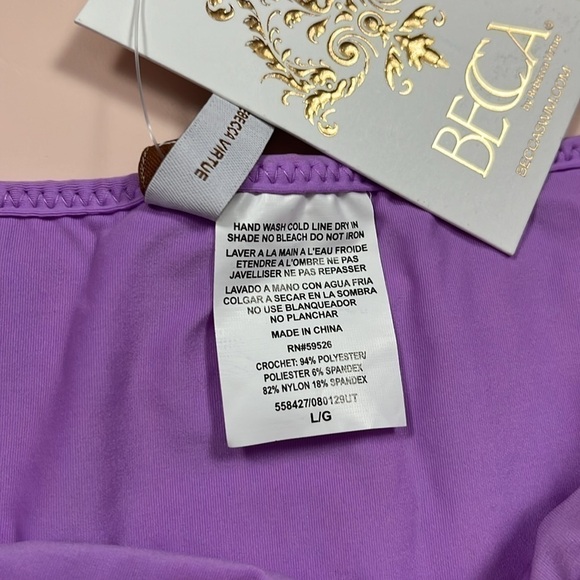 BECCA
®
BECCASWIM.COM
BECCA VIRTUE
HAND WASH COLD LINE DRY IN
SHADE NO BLEACH DO NOT IRON
LAVER A LA MAIN A L'EAU FROIDE
ETENDRE A L'OMBRE NE PAS
JAVELLISER NE PAS REPASSER
LAVADO A MANO CON AGUA FRIA
COLGAR A SECAR EN LA SOMBRA
NO USE BLANQUEADOR
NO PLANCHAR
MADE IN CHINA
RN#59526
CROCHET: 94% POLYESTER/
POLIESTER 6% SPANDEX
82% NYLON 18% SPANDEX
558427/080129UT
L/G